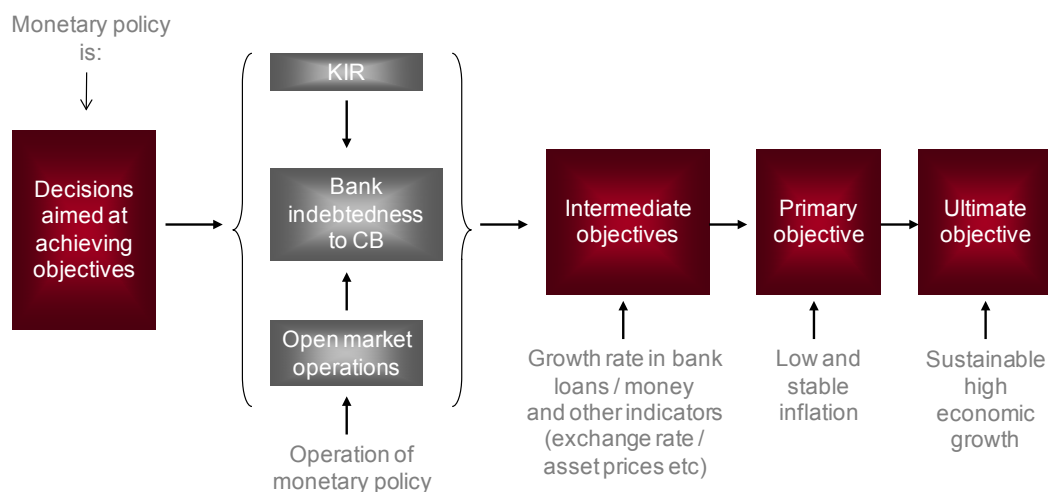 Monetary policy
is:
KIR
Decisions
aimed at
achieving
objectives
Bank
indebtedness
to CB
Open market
operations
Operation of
monetary policy
Intermediate
objectives
Growth rate in bank
loans / money
and other indicators
(exchange rate /
asset prices etc)
Primary
objective
Low and
stable
inflation
Ultimate
objective
Sustainable
high
economic
growth